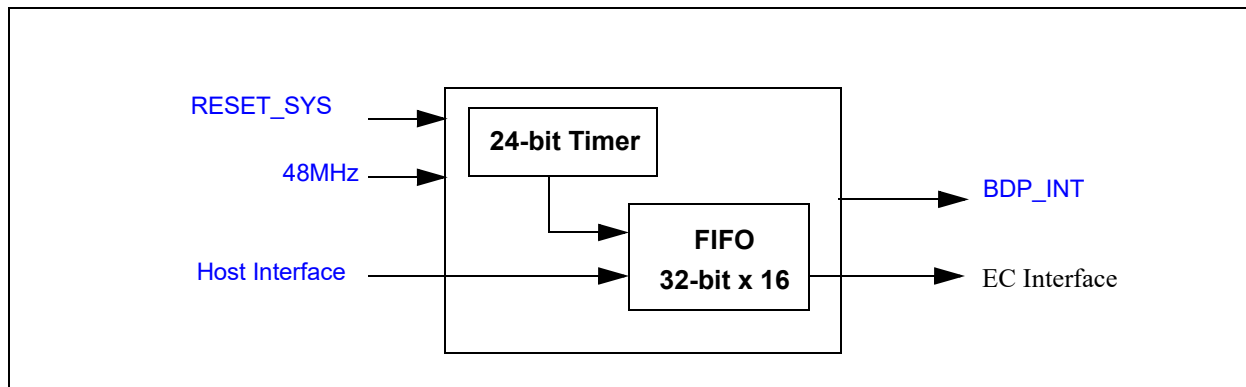 RESET_SYS
24-bit Timer
48MHz
BDP_INT
FIFO
32-bit x 16
Host Interface
EC Interface